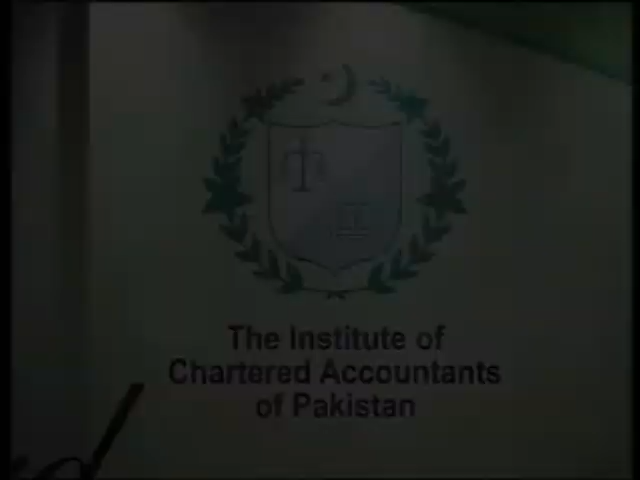 The Institute of
Chartered Accountants
of Pakistan